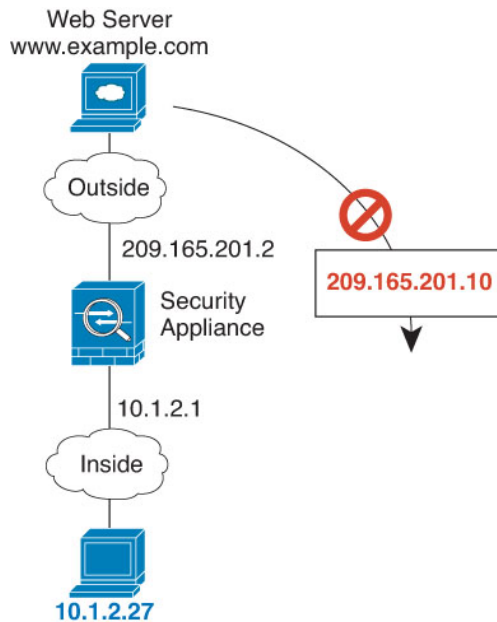 Web Server
www.example.com
Outside
209.165.201.2
209.165.201.10
Security
Appliance
10.1.2.1
Inside
10.1.2.27